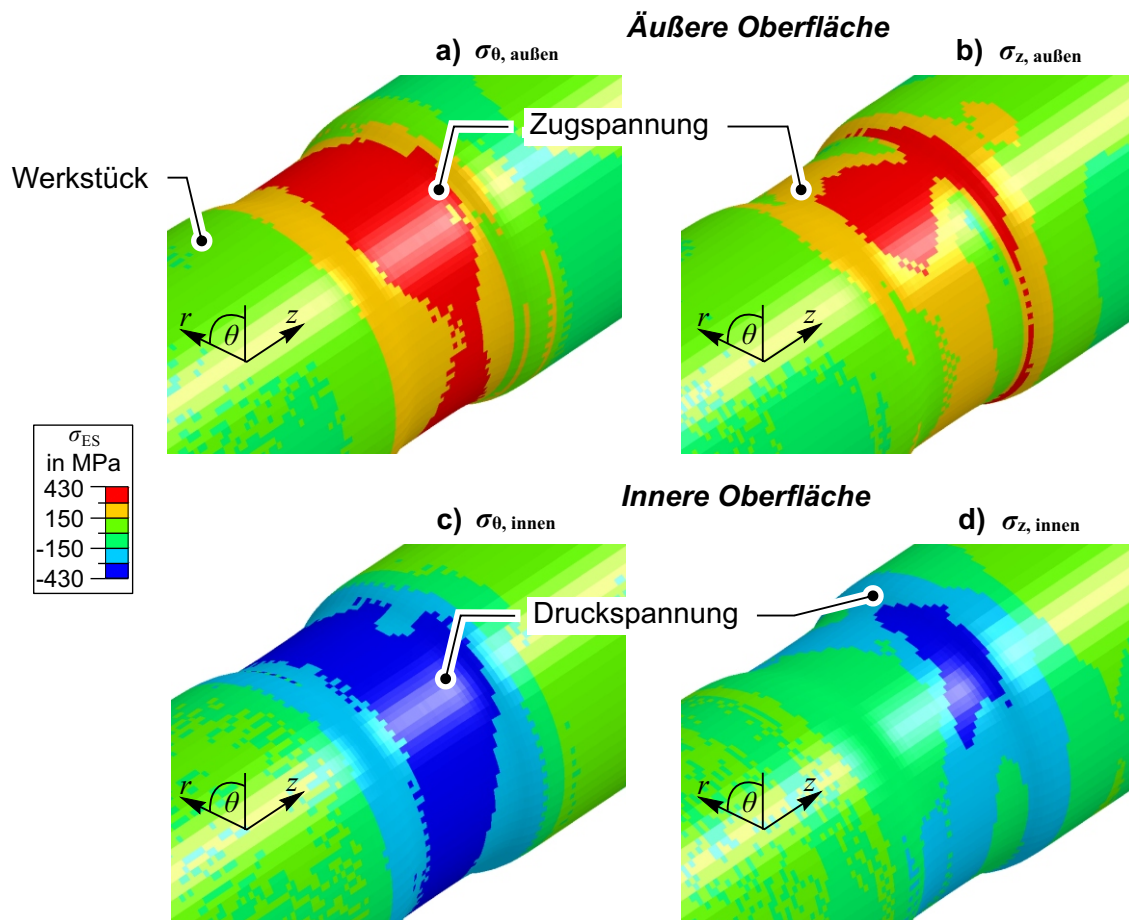 Äußere Oberfläche
a) σθ, außen
b) σz, außen
Zugspannung
Werkstück
r θ z
r θ z
σES
in MPa
430
150
-150
-430
Innere Oberfläche
c) σθ, innen
d) σz, innen
Druckspannung
r θ z
r θ z